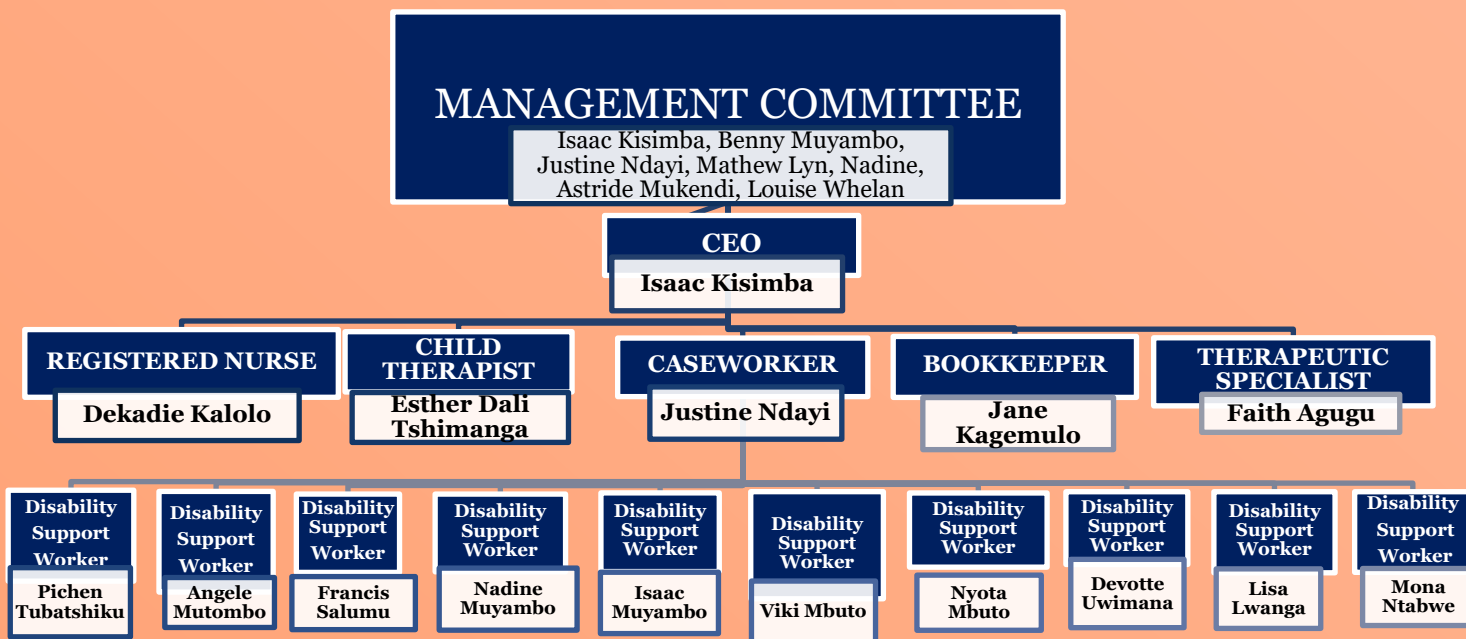 MANAGEMENT COMMITTEE
Isaac Kisimba, Benny Muyambo,
Justine Ndayi, Mathew Lyn, Nadine,
Astride Mukendi, Louise Whelan
CEO
Isaac Kisimba
REGISTERED NURSE
Dekadie Kalolo
CHILD
THERAPIST
Esther Dali
Tshimanga
CASEWORKER
Justine Ndayi
BOOKKEEPER
Jane
Kagemulo
THERAPEUTIC
SPECIALIST
Faith Agugu
Disability
Support
Worker
Pichen
Tubatshiku
Disability
Support
Worker
Angele
Mutombo
Disability
Support
Worker
Francis
Salumu
Disability
Support
Worker
Nadine
Muyambo
Disability
Support
Worker
Isaac
Muyambo
Disability
Support
Worker
Viki Mbuto
Disability
Support
Worker
Nyota
Mbuto
Disability
Support
Worker
Devotte
Uwimana
Disability
Support
Worker
Lisa
Lwanga
Disability
Support
Worker
Mona
Ntabwe